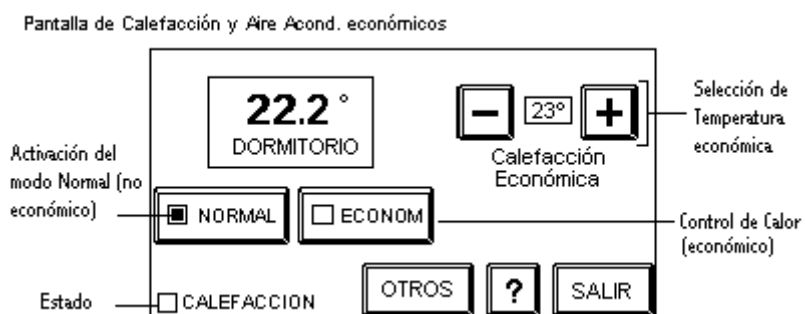 Pantalla de Calefacción y Aire Acond. económicos
22.2 °
DORMITORIO
− 23° +
Calefacción
Económica
Selección de
Temperatura
económica
Activación del
modo Normal (no
económico)
NORMAL
ECONOM
Control de Calor
(económico)
Estado
CALEFACCION
OTROS
?
SALIR